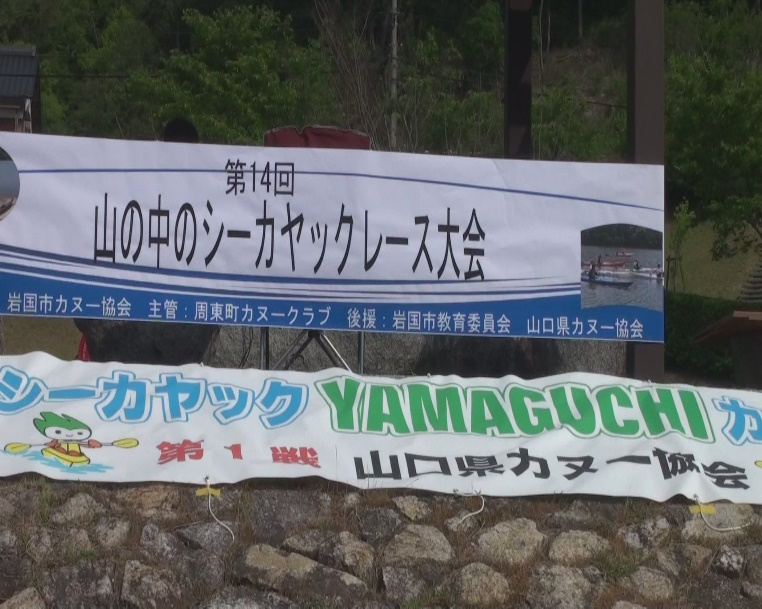 第14回
山の中のシーカヤックレース大会
岩国市カヌー協会 主管：周東町カヌークラブ 後援：岩国市教育委員会 山口県カヌー協会
シーカヤック YAMAGUCHI カ
第1戦 山口県カヌー協会